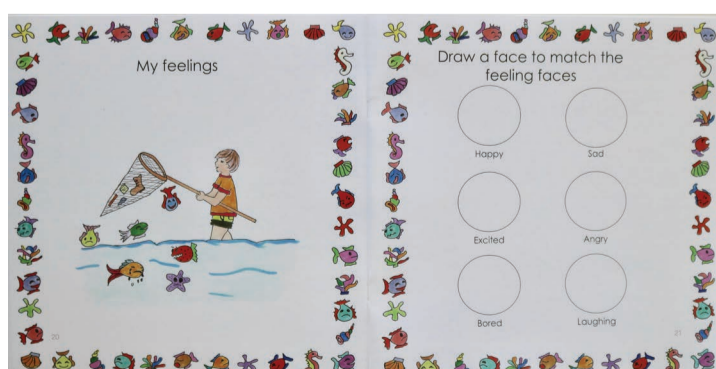 My feelings
20
Draw a face to match the
feeling faces
Happy
Sad
Excited
Angry
Bored
Laughing
21